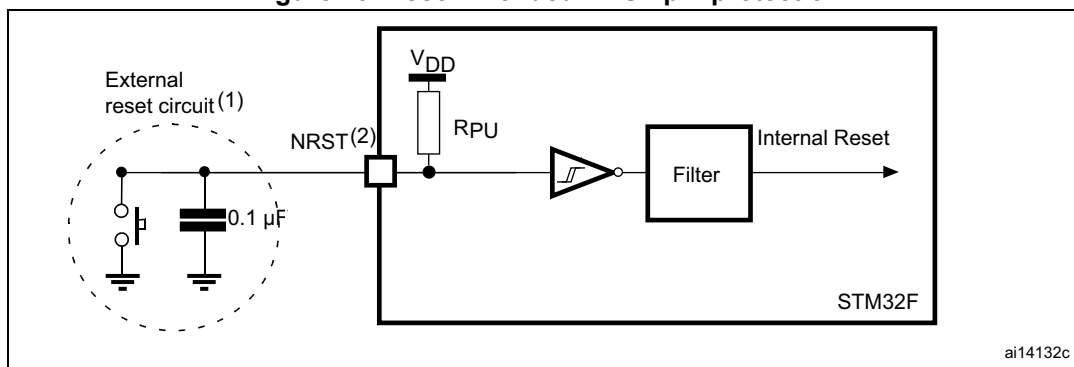 External
reset circuit(1)
NRST(2)
VDD
RPU
Filter
Internal Reset
0.1 µF
STM32F
ai14132c